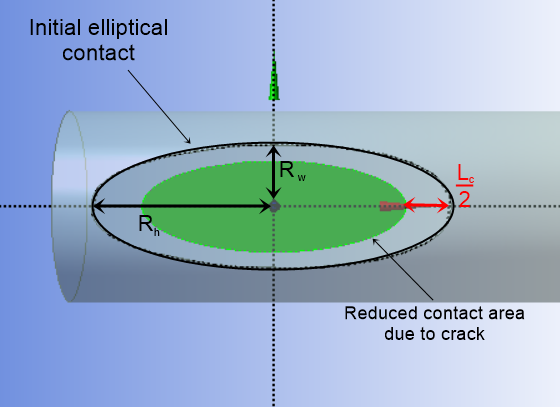 Initial elliptical
contact
R w
R h
L c
2
Reduced contact area
due to crack